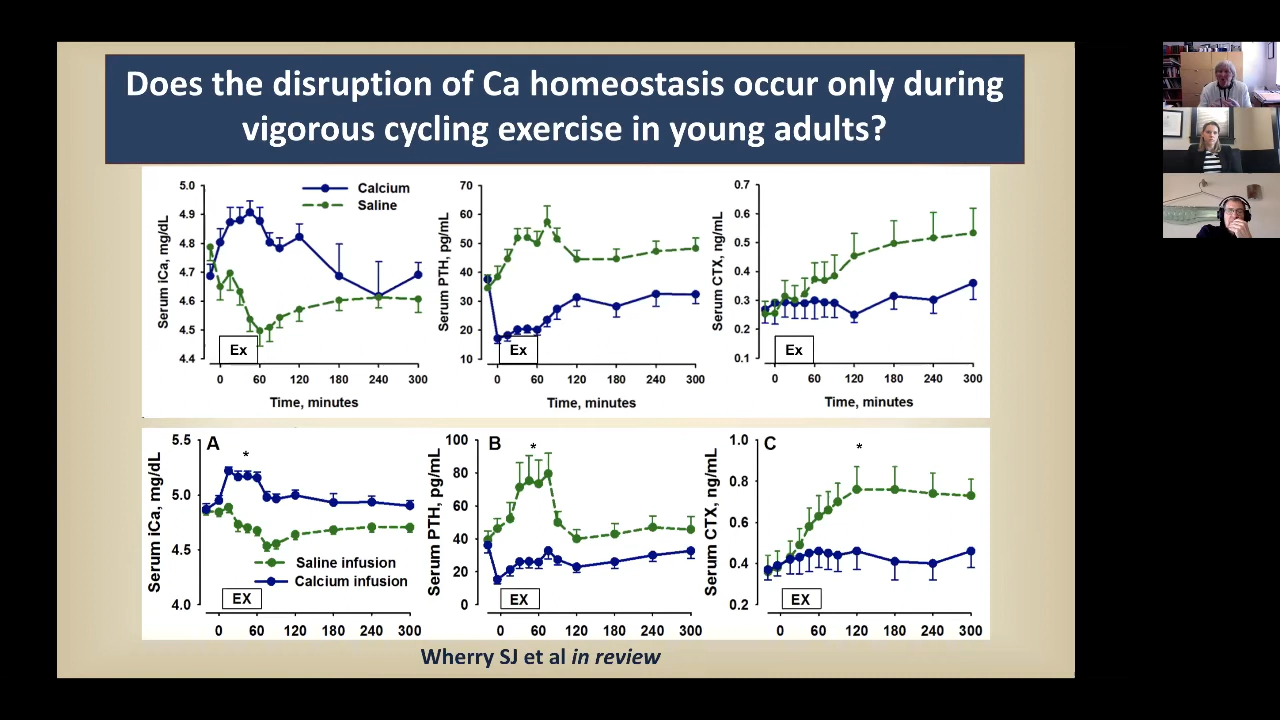 Does the disruption of Ca homeostasis occur only during
vigorous cycling exercise in young adults?
Serum iCa, mg/dL
5.0
4.9
4.8
4.7
4.6
4.5
4.4
Calcium
Saline
Ex
0 60 120 180 240 300
Time, minutes
Serum PTH, pg/mL
70
60
50
40
30
20
10
Ex
0 60 120 180 240 300
Time, minutes
Serum CTX, ng/mL
0.7
0.6
0.5
0.4
0.3
0.2
0.1
Ex
0 60 120 180 240 300
Time, minutes
A
*
Serum iCa, mg/dL
5.5
5.0
4.5
4.0
Saline infusion
Calcium infusion
EX
0 60 120 180 240 300
B
*
Serum PTH, pg/mL
100
80
60
40
20
0
EX
0 60 120 180 240 300
C
*
Serum CTX, ng/mL
1.0
0.8
0.6
0.4
0.2
EX
0 60 120 180 240 300
Wherry SJ et al in review